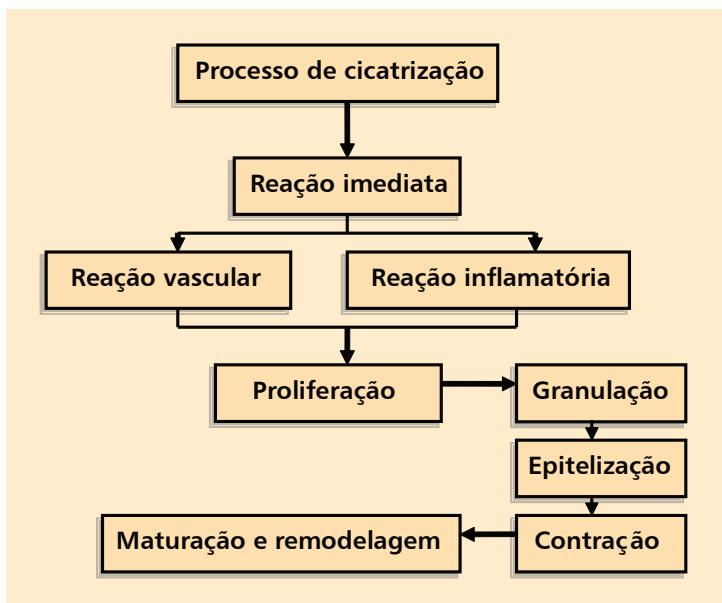 Processo de cicatrização
Reação imediata
Reação vascular
Reação inflamatória
Proliferação
Granulação
Epitelização
Contração
Maturação e remodelagem